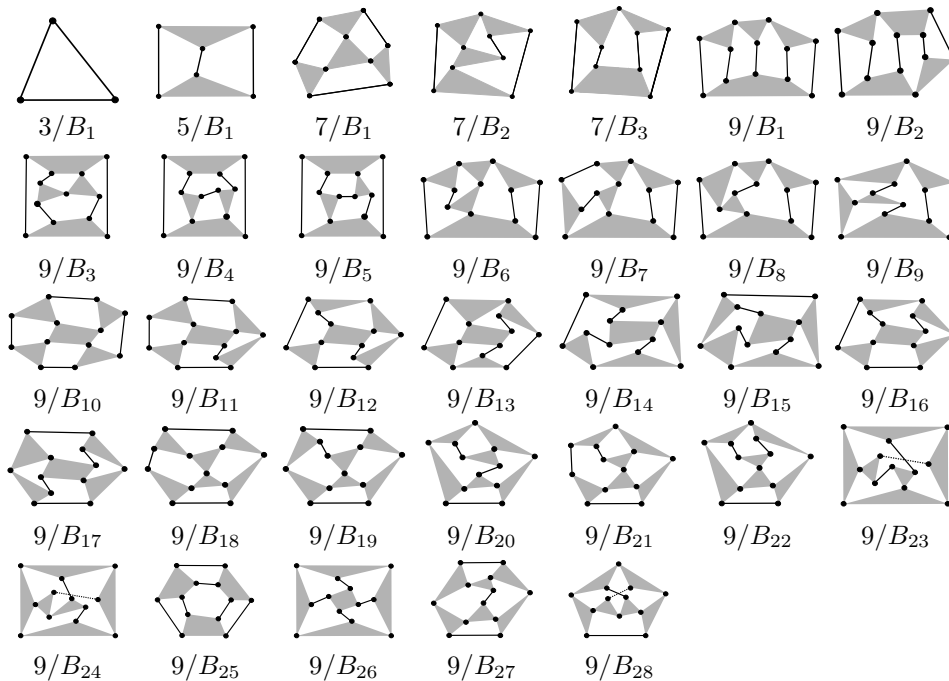 3/B₁ 5/B₁ 7/B₁ 7/B₂ 7/B₃ 9/B₁ 9/B₂
9/B₃ 9/B₄ 9/B₅ 9/B₆ 9/B₇ 9/B₈ 9/B₉
9/B₁₀ 9/B₁₁ 9/B₁₂ 9/B₁₃ 9/B₁₄ 9/B₁₅ 9/B₁₆
9/B₁₇ 9/B₁₈ 9/B₁₉ 9/B₂₀ 9/B₂₁ 9/B₂₂ 9/B₂₃
9/B₂₄ 9/B₂₅ 9/B₂₆ 9/B₂₇ 9/B₂₈